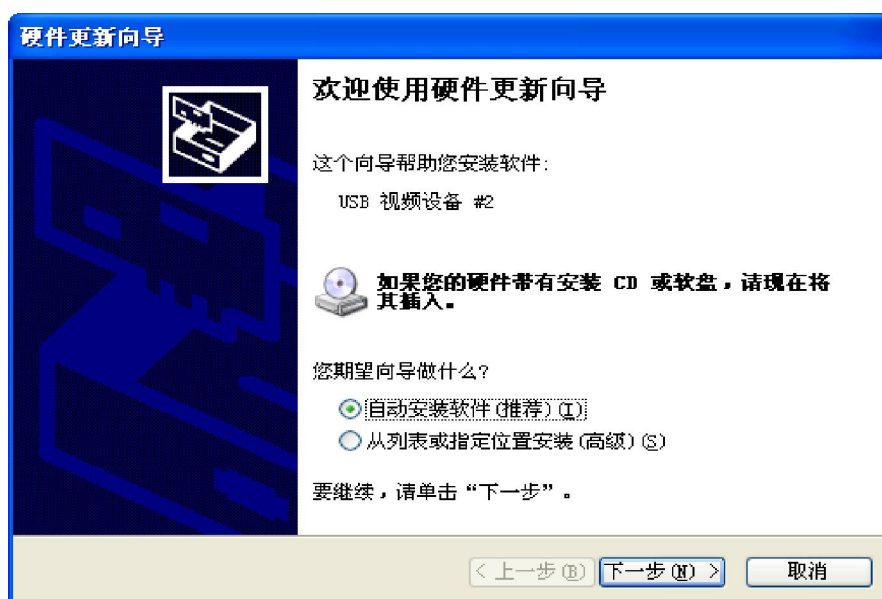 硬件更新向导
欢迎使用硬件更新向导
这个向导帮助您安装软件:
USB 视频设备 #2
如果您的硬件带有安装 CD 或软盘，请现在将
其插入。
您期望向导做什么?
自动安装软件(推荐)(I)
从列表或指定位置安装(高级)(S)
要继续，请单击“下一步”。
< 上一步(B) 下一步(N) > 取消